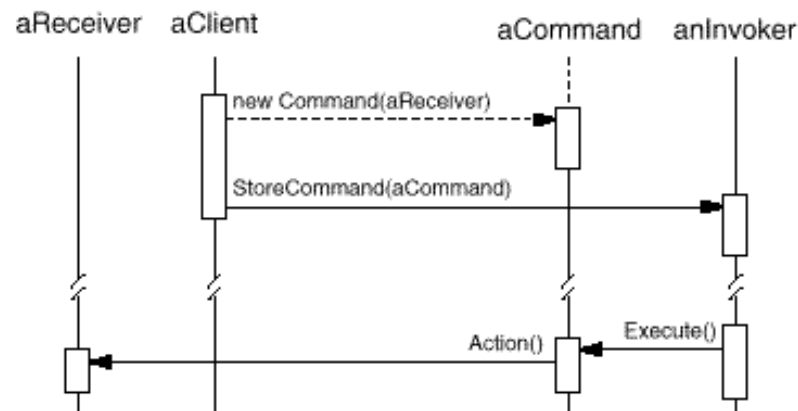 aReceiver aClient aCommand anInvoker
new Command(aReceiver)
StoreCommand(aCommand)
Execute()
Action()